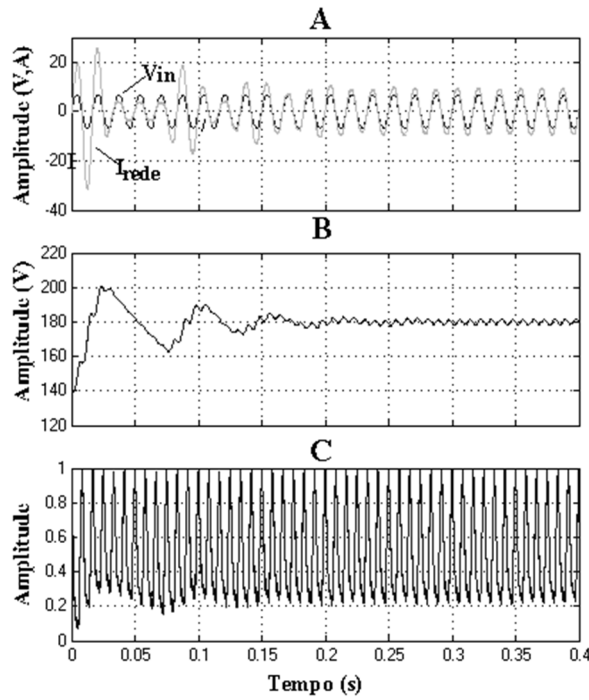 A
Amplitude (V,A)
20
0
-20
-40
Vin
Irede
B
Amplitude (V)
220
200
180
160
140
120
C
Amplitude
1
0.8
0.6
0.4
0.2
0
0 0.05 0.1 0.15 0.2 0.25 0.3 0.35 0.4
Tempo (s)